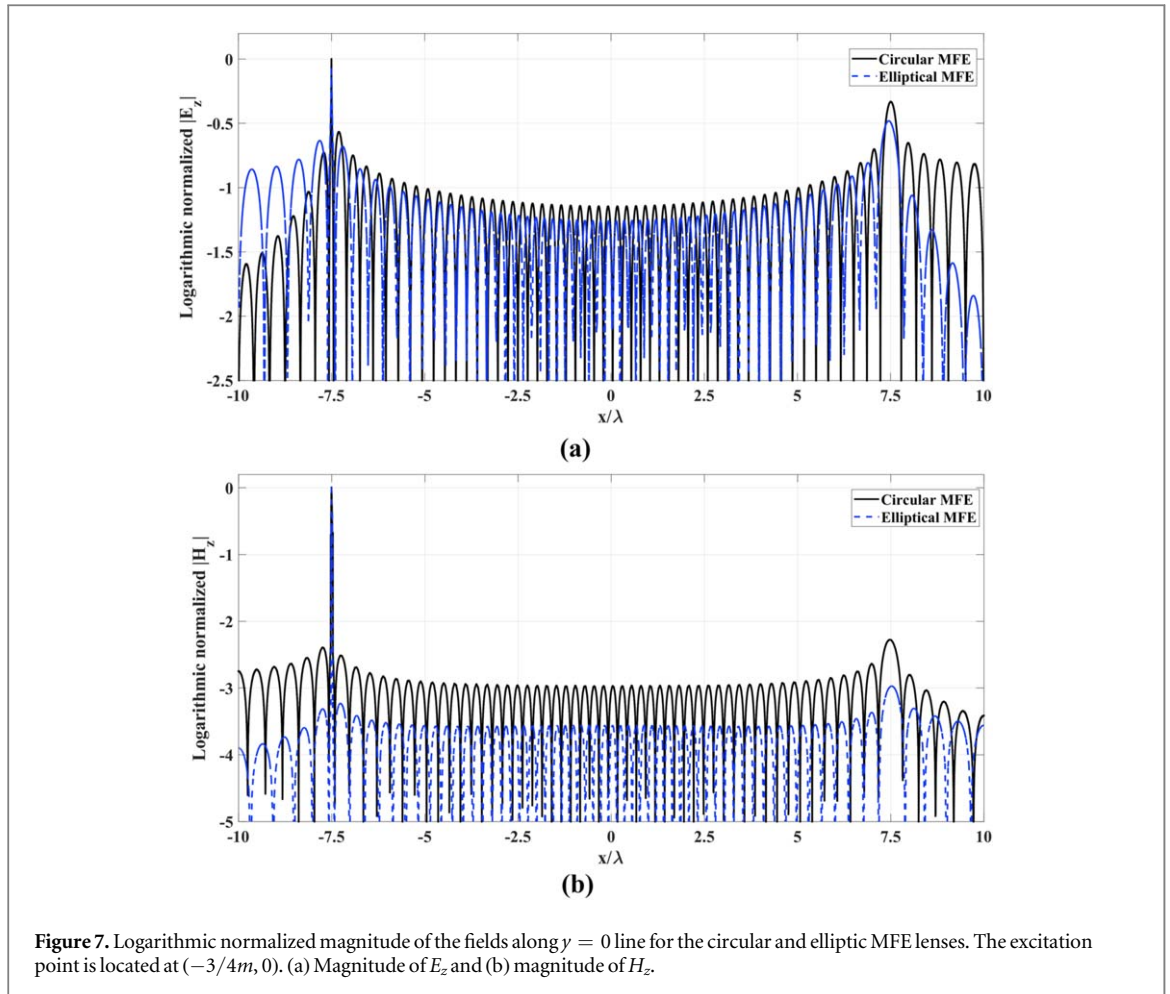 0
-0.5
-1
-1.5
-2
-2.5
Logarithmic normalized |E_z|
Circular MFE
Elliptical MFE
-10 -7.5 -5 -2.5 0 2.5 5 7.5 10
x/λ
(a)
0
-1
-2
-3
-4
-5
Logarithmic normalized |H_z|
Circular MFE
Elliptical MFE
-10 -7.5 -5 -2.5 0 2.5 5 7.5 10
x/λ
(b)
Figure 7. Logarithmic normalized magnitude of the fields along y = 0 line for the circular and elliptic MFE lenses. The excitation
point is located at (−3/4m, 0). (a) Magnitude of E_z and (b) magnitude of H_z.